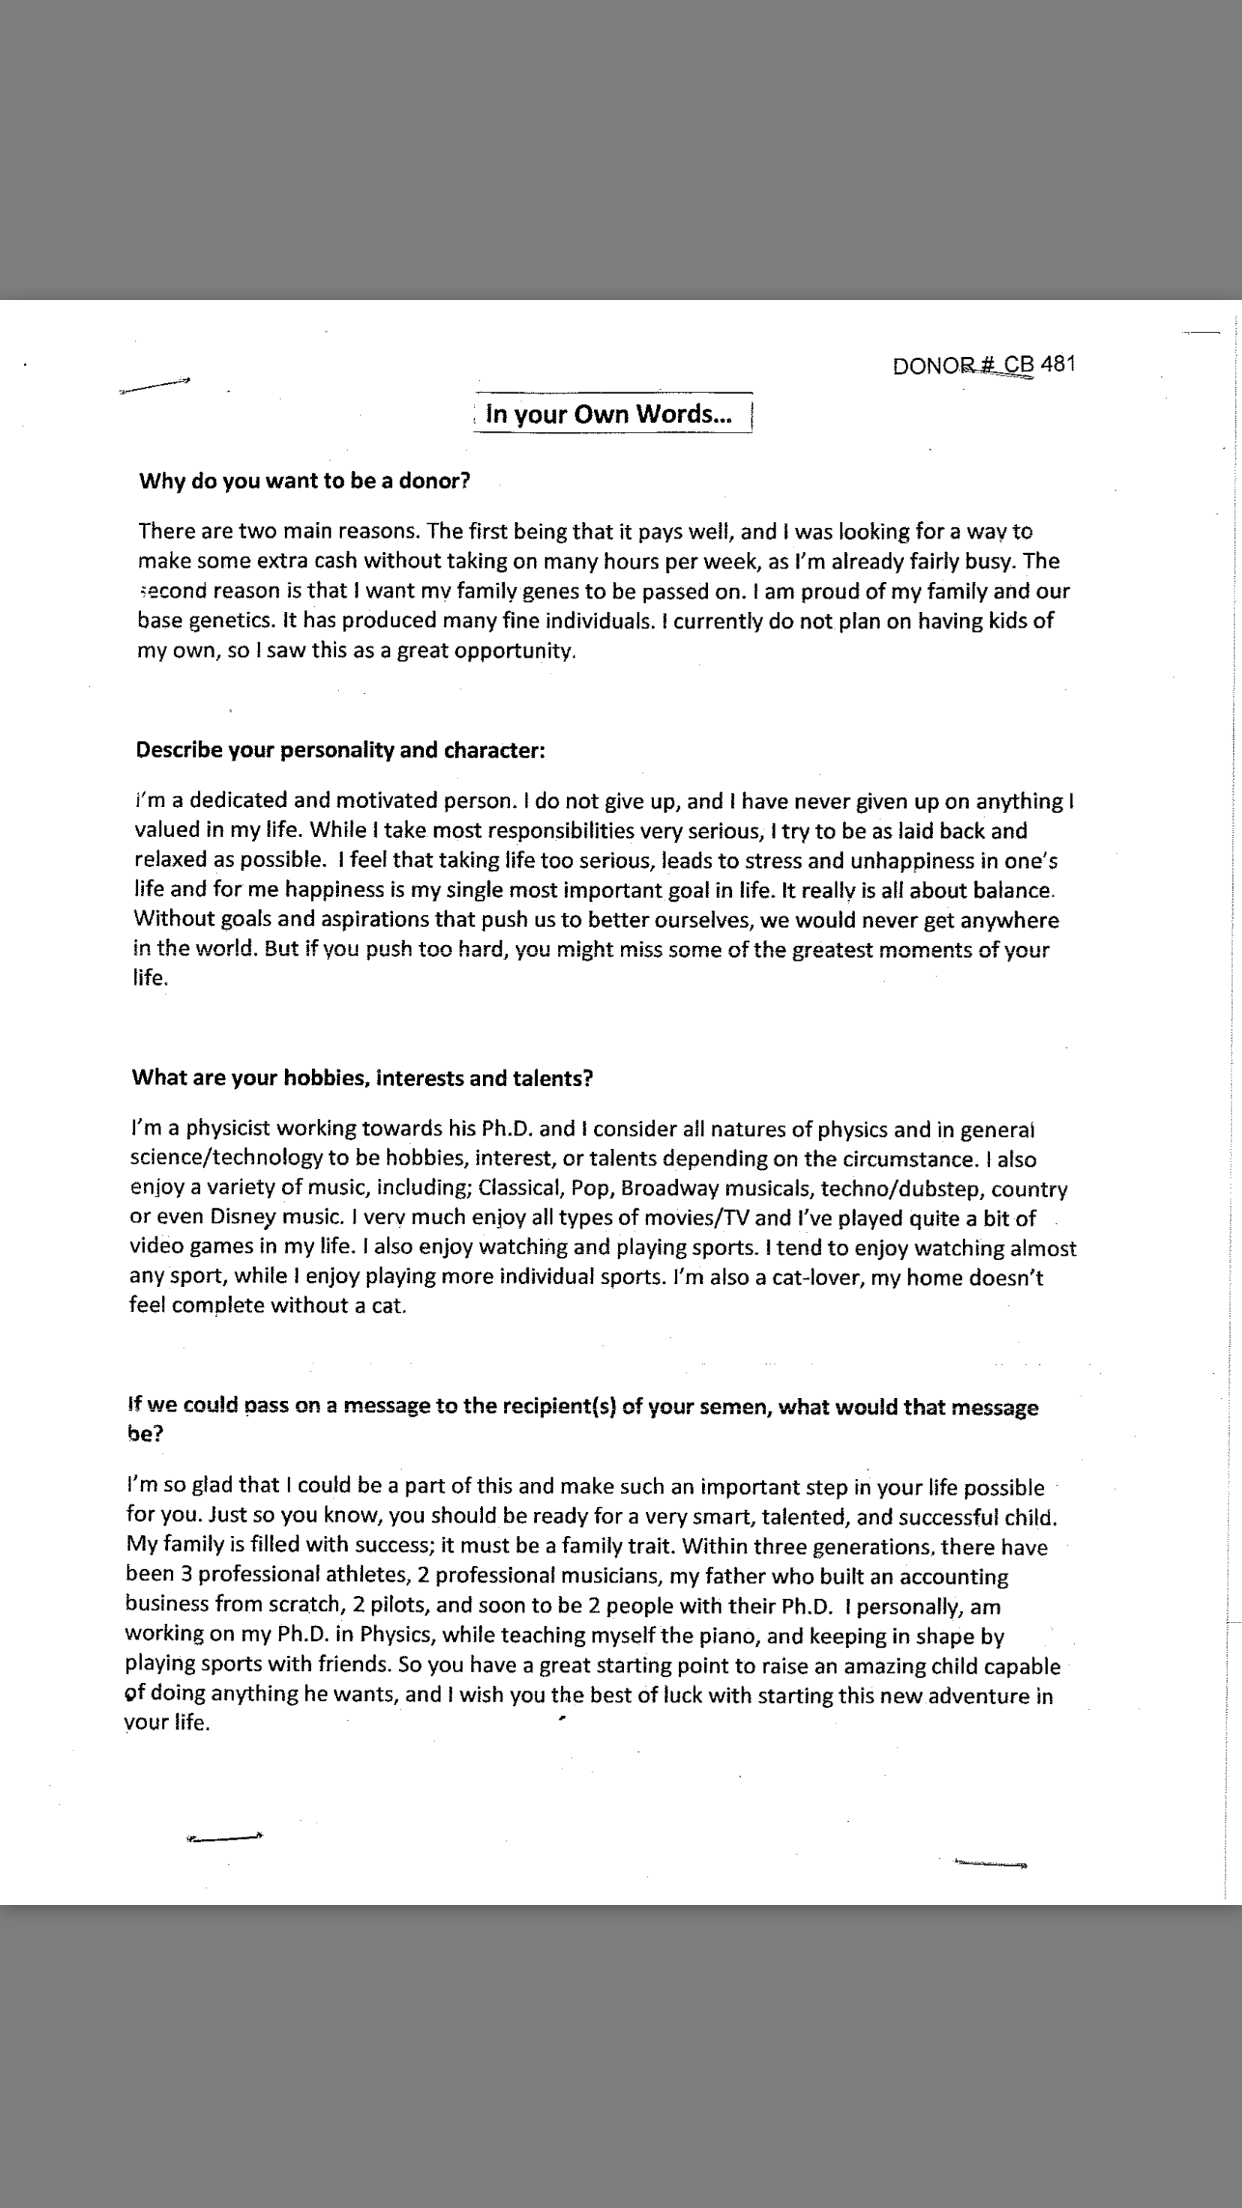 DONOR # CB 481
In your Own Words...
Why do you want to be a donor?
There are two main reasons. The first being that it pays well, and I was looking for a way to
make some extra cash without taking on many hours per week, as I'm already fairly busy. The
second reason is that I want my family genes to be passed on. I am proud of my family and our
base genetics. It has produced many fine individuals. I currently do not plan on having kids of
my own, so I saw this as a great opportunity.
Describe your personality and character:
I'm a dedicated and motivated person. I do not give up, and I have never given up on anything I
valued in my life. While I take most responsibilities very serious, I try to be as laid back and
relaxed as possible. I feel that taking life too serious, leads to stress and unhappiness in one's
life and for me happiness is my single most important goal in life. It really is all about balance.
Without goals and aspirations that push us to better ourselves, we would never get anywhere
in the world. But if you push too hard, you might miss some of the greatest moments of your
life.
What are your hobbies, interests and talents?
I'm a physicist working towards his Ph.D. and I consider all natures of physics and in general
science/technology to be hobbies, interest, or talents depending on the circumstance. I also
enjoy a variety of music, including; Classical, Pop, Broadway musicals, techno/dubstep, country
or even Disney music. I very much enjoy all types of movies/TV and I've played quite a bit of
video games in my life. I also enjoy watching and playing sports. I tend to enjoy watching almost
any sport, while I enjoy playing more individual sports. I'm also a cat-lover, my home doesn't
feel complete without a cat.
If we could pass on a message to the recipient(s) of your semen, what would that message
be?
I'm so glad that I could be a part of this and make such an important step in your life possible
for you. Just so you know, you should be ready for a very smart, talented, and successful child.
My family is filled with success; it must be a family trait. Within three generations, there have
been 3 professional athletes, 2 professional musicians, my father who built an accounting
business from scratch, 2 pilots, and soon to be 2 people with their Ph.D. I personally, am
working on my Ph.D. in Physics, while teaching myself the piano, and keeping in shape by
playing sports with friends. So you have a great starting point to raise an amazing child capable
of doing anything he wants, and I wish you the best of luck with starting this new adventure in
your life.